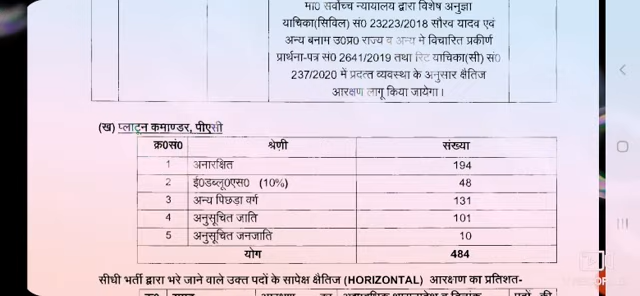 मा0 सर्वोच्च न्यायालय द्वारा विशेष अनुज्ञा
याचिका(सिविल) सं0 23223/2018 सौरव यादव एवं
अन्य बनाम उ0प्र0 राज्य व अन्य मे विचारित प्रकीर्ण
प्रार्थना-पत्र सं0 2641/2019 तथा रिट याचिका(सी) सं0
237/2020 में प्रदत्त व्यवस्था के अनुसार क्षैतिज
आरक्षण लागू किया जायेगा।
(ख) प्लाटून कमाण्डर, पीएसी
क्र0सं0 श्रेणी संख्या
1 अनारक्षित 194
2 ई0डब्लू0एस0 (10%) 48
3 अन्य पिछडा वर्ग 131
4 अनुसूचित जाति 101
5 अनुसूचित जनजाति 10
योग 484
सीधी भर्ती द्वारा भरे जाने वाले उक्त पदों के सापेक्ष क्षैतिज (HORIZONTAL) आरक्षण का प्रतिशत-